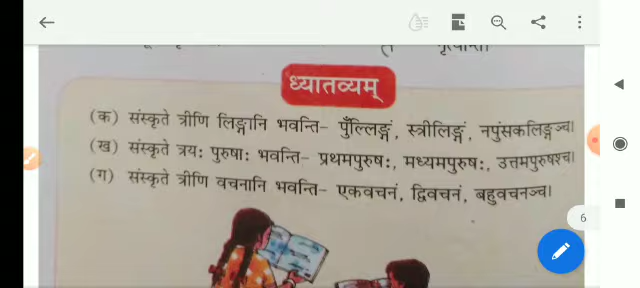 ध्यातव्यम्
(क) संस्कृते त्रीणि लिङ्गानि भवन्ति- पुँल्लिङ्गं, स्त्रीलिङ्गं, नपुंसकलिङ्गञ्च।
(ख) संस्कृते त्रयः पुरुषाः भवन्ति- प्रथमपुरुषः, मध्यमपुरुषः, उत्तमपुरुषश्च।
(ग) संस्कृते त्रीणि वचनानि भवन्ति- एकवचनं, द्विवचनं, बहुवचनञ्च।
6